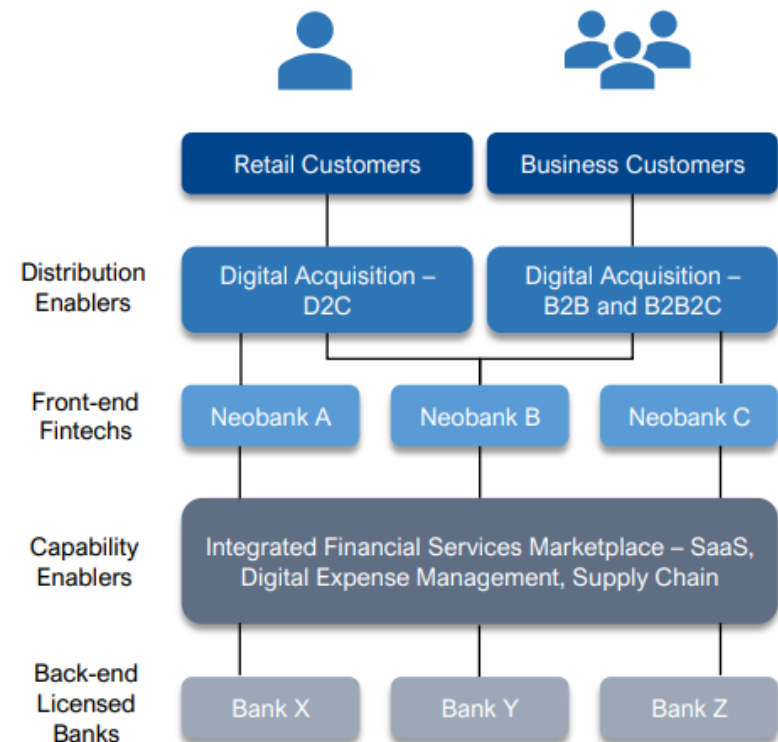 Retail Customers
Business Customers
Distribution
Enablers
Digital Acquisition –
D2C
Digital Acquisition –
B2B and B2B2C
Front-end
Fintechs
Neobank A
Neobank B
Neobank C
Capability
Enablers
Integrated Financial Services Marketplace – SaaS,
Digital Expense Management, Supply Chain
Back-end
Licensed
Banks
Bank X
Bank Y
Bank Z